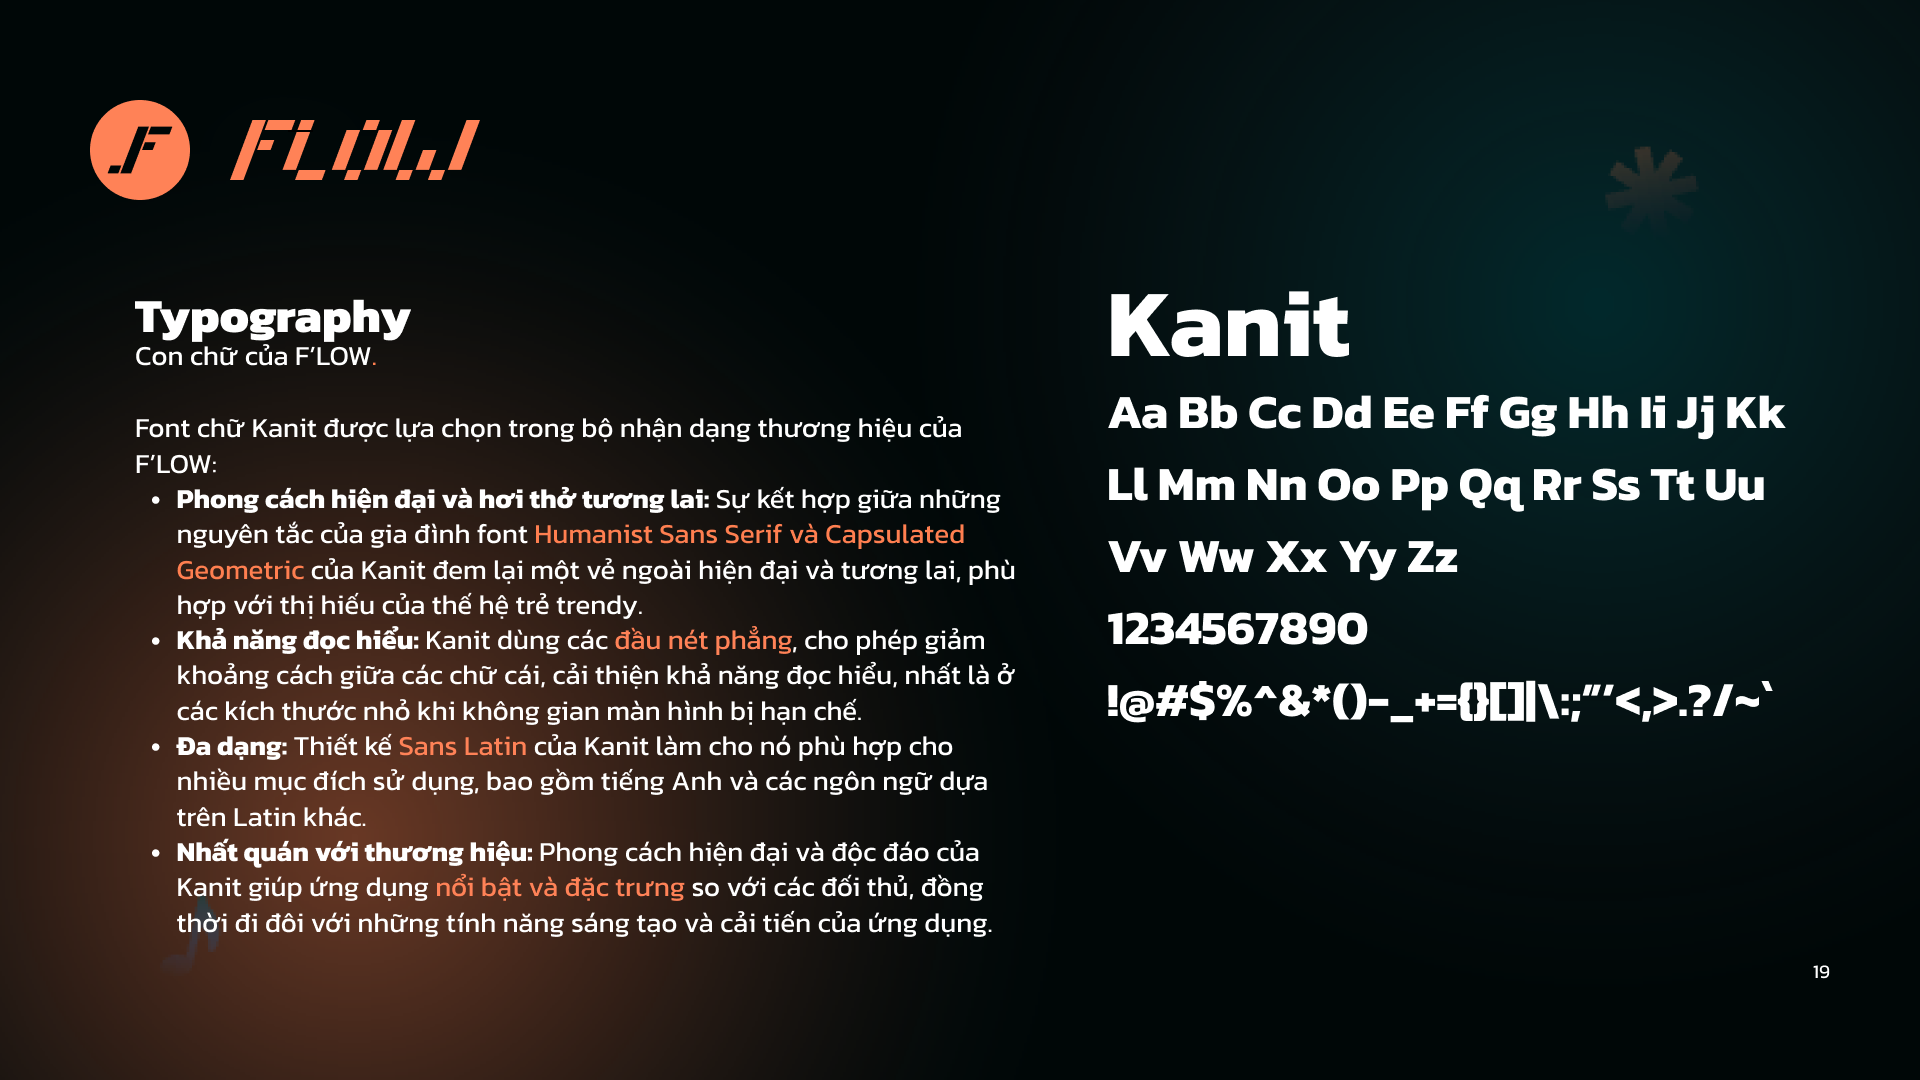 F FLOW
Typography
Con chữ của F’LOW.
Font chữ Kanit được lựa chọn trong bộ nhận dạng thương hiệu của
F’LOW:
• Phong cách hiện đại và hơi thở tương lai: Sự kết hợp giữa những
nguyên tắc của gia đình font Humanist Sans Serif và Capsulated
Geometric của Kanit đem lại một vẻ ngoài hiện đại và tương lai, phù
hợp với thị hiếu của thế hệ trẻ trendy.
• Khả năng đọc hiểu: Kanit dùng các đầu nét phẳng, cho phép giảm
khoảng cách giữa các chữ cái, cải thiện khả năng đọc hiểu, nhất là ở
các kích thước nhỏ khi không gian màn hình bị hạn chế.
• Đa dạng: Thiết kế Sans Latin của Kanit làm cho nó phù hợp cho
nhiều mục đích sử dụng, bao gồm tiếng Anh và các ngôn ngữ dựa
trên Latin khác.
• Nhất quán với thương hiệu: Phong cách hiện đại và độc đáo của
Kanit giúp ứng dụng nổi bật và đặc trưng so với các đối thủ, đồng
thời đi đôi với những tính năng sáng tạo và cải tiến của ứng dụng.
Kanit
Aa Bb Cc Dd Ee Ff Gg Hh Ii Jj Kk
Ll Mm Nn Oo Pp Qq Rr Ss Tt Uu
Vv Ww Xx Yy Zz
1234567890
!@#$%^&*()-_+={}[]|\:;”’<,>.?/~`
19